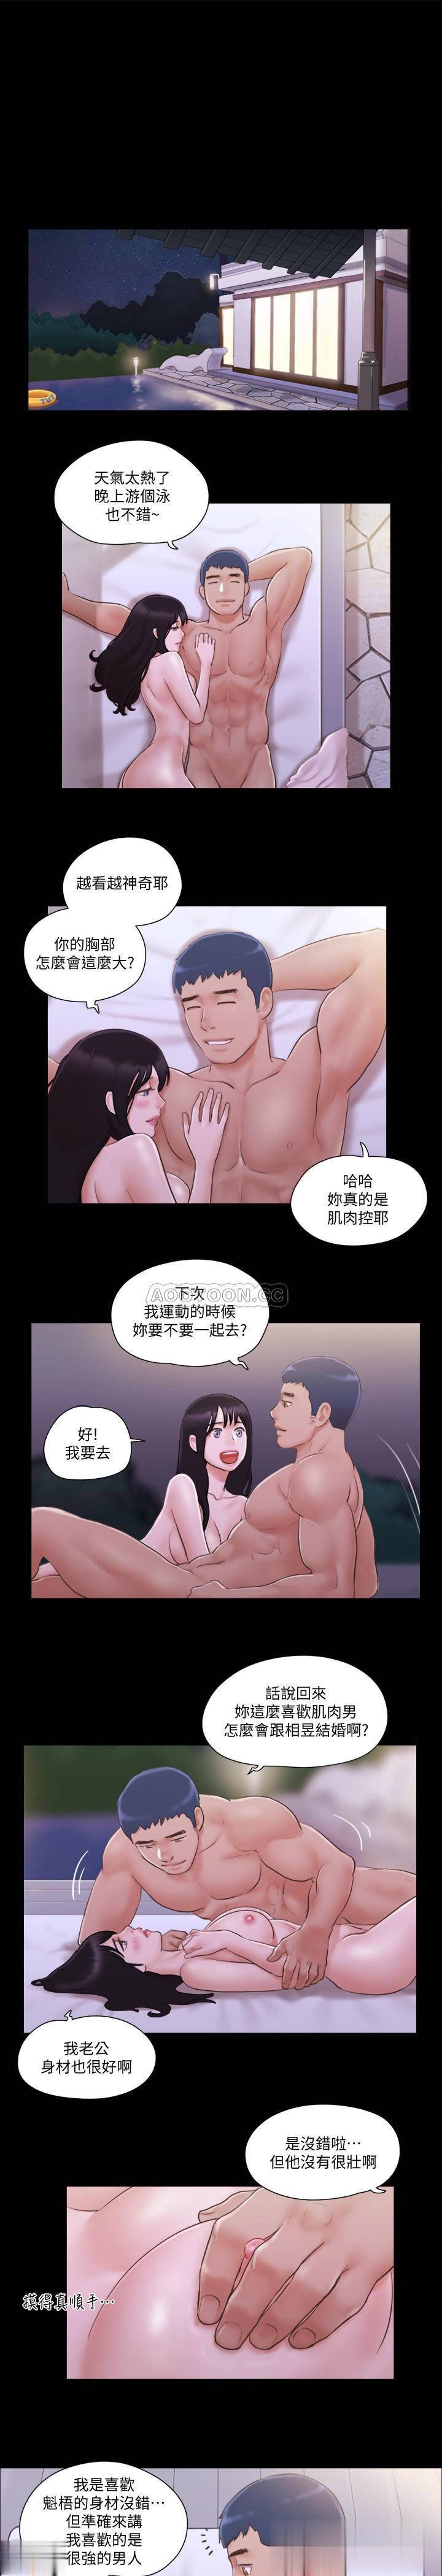 天氣太熱了
晚上游個泳
也不錯~
越看越神奇耶
你的胸部
怎麼會這麼大?
哈哈
妳真的是
肌肉控耶
下次
我運動的時候
妳要不要一起去?
好!
我要去
話說回來
妳這麼喜歡肌肉男
怎麼會跟相昱結婚啊?
我老公
身材也很好啊
是沒錯啦…
但他沒有很壯啊
摸得真順手…
我是喜歡
魁梧的身材沒錯…
但準確來講
我喜歡的是
很強的男人